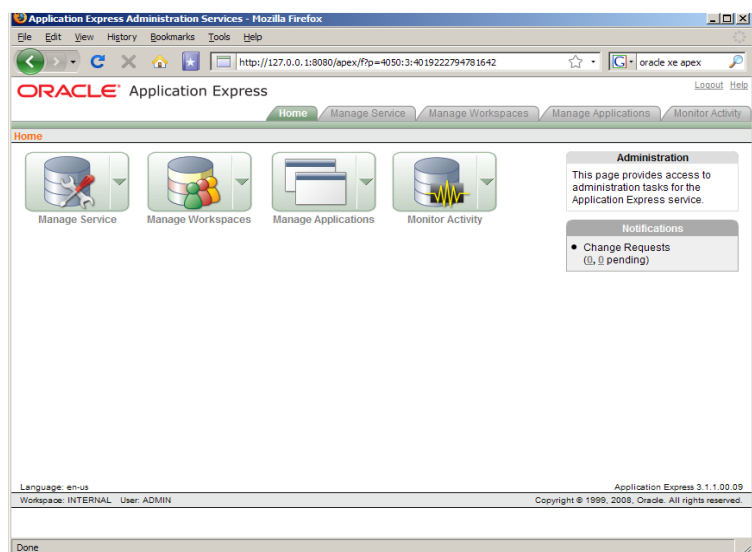 Application Express Administration Services - Mozilla Firefox
File Edit View History Bookmarks Tools Help
http://127.0.0.1:8080/apex/f?p=4050:3:4019222794781642
G oracle xe apex
ORACLE Application Express
Logout Help
Home Manage Service Manage Workspaces Manage Applications Monitor Activity
Home
Manage Service Manage Workspaces Manage Applications Monitor Activity
Administration
This page provides access to
administration tasks for the
Application Express service.
Notifications
Change Requests
(0, 0 pending)
Language: en-us
Application Express 3.1.1.00.09
Workspace: INTERNAL User: ADMIN
Copyright © 1999, 2008, Oracle. All rights reserved.
Done